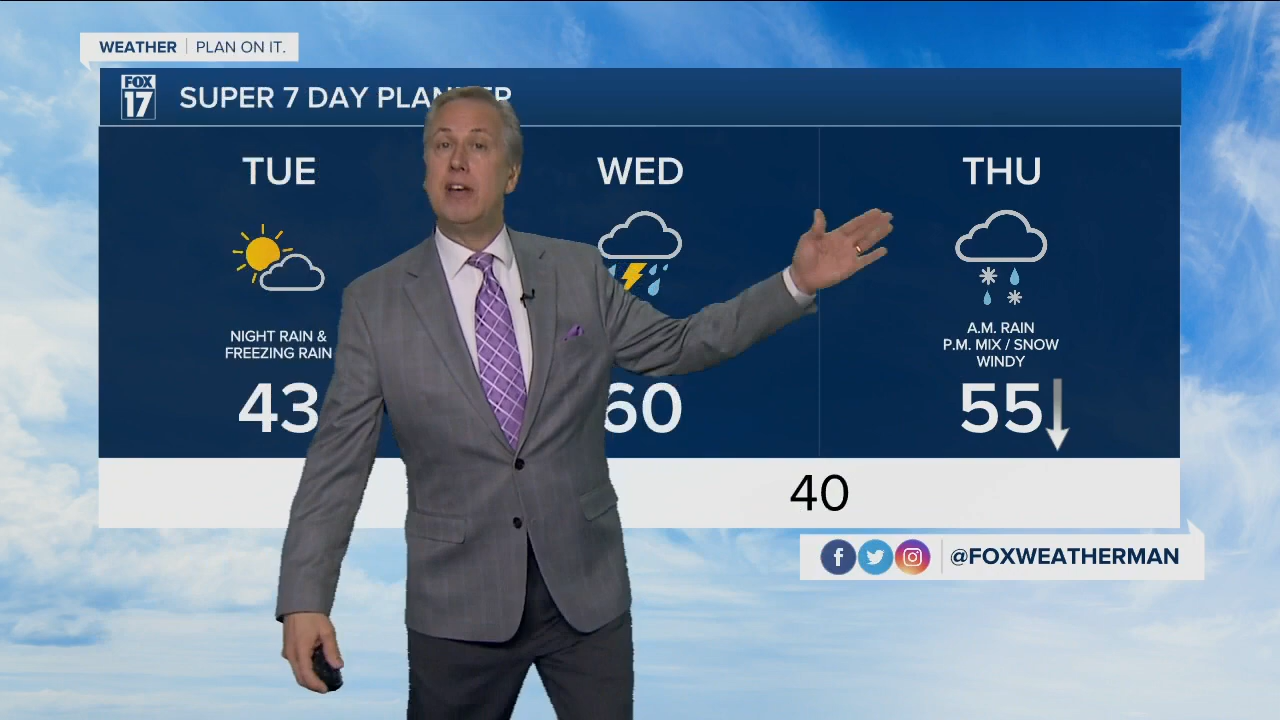 WEATHER | PLAN ON IT.
FOX
17
SUPER 7 DAY
TUE
WED
THU
NIGHT RAIN &
FREEZING RAIN
A.M. RAIN
P.M. MIX / SNOW
WINDY
43
60
55
40
@FOXWEATHERMAN